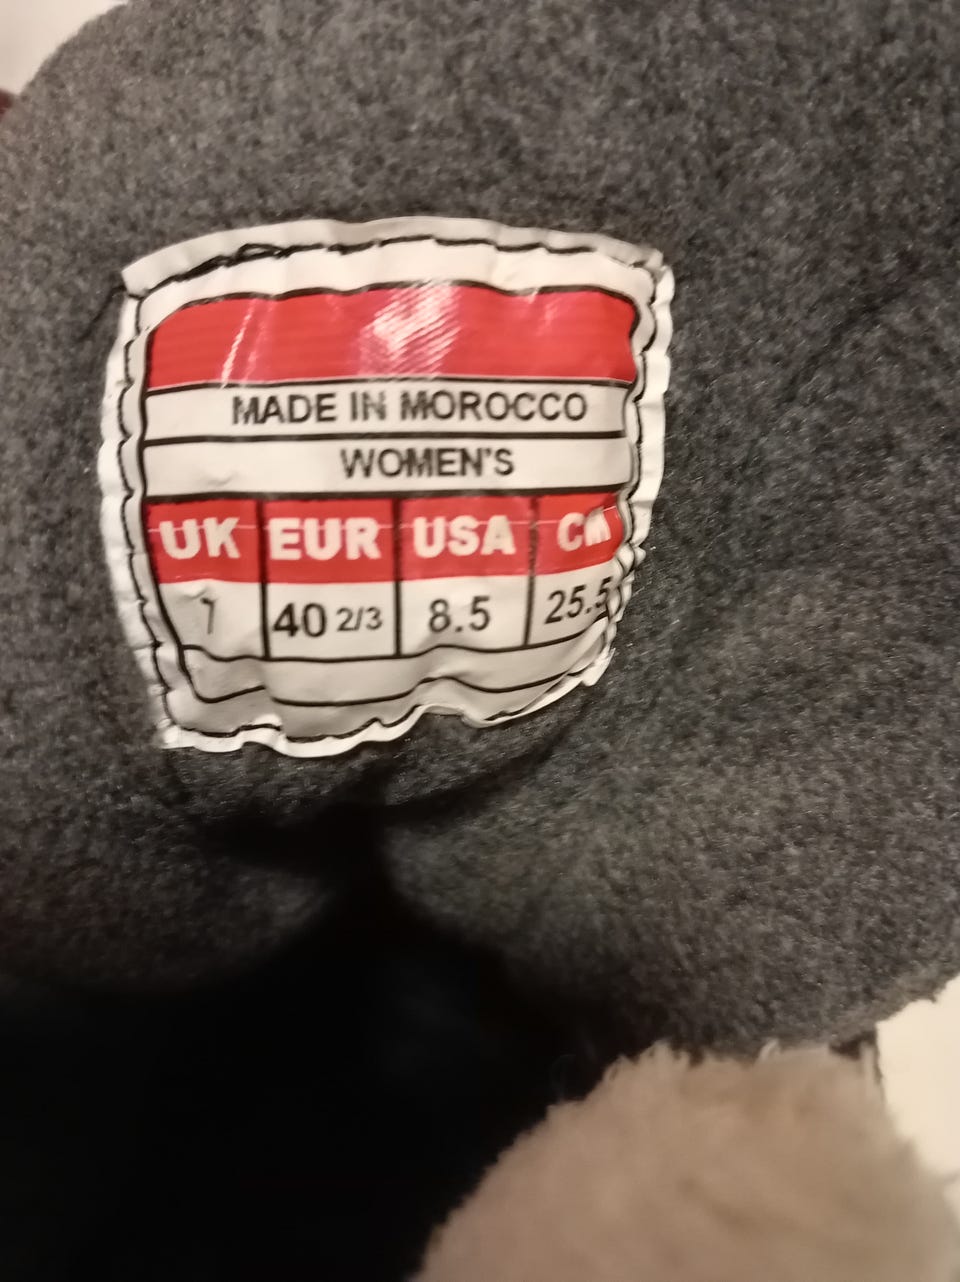 MADE IN MOROCCO
WOMEN'S
UK EUR USA CM
7 40 2/3 8.5 25.5